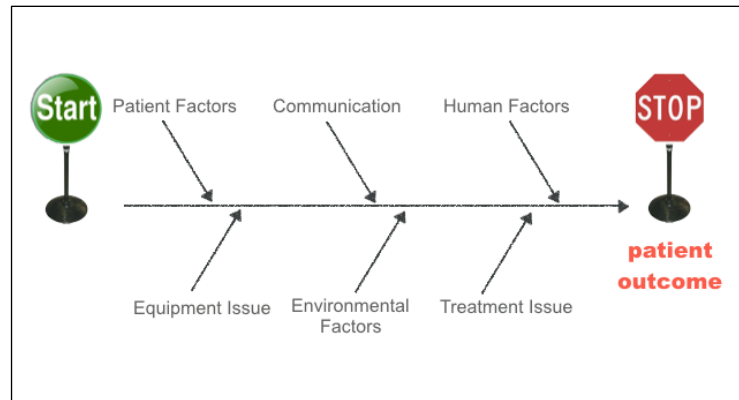 Start
Patient Factors
Communication
Human Factors
STOP
patient
outcome
Equipment Issue
Environmental
Factors
Treatment Issue